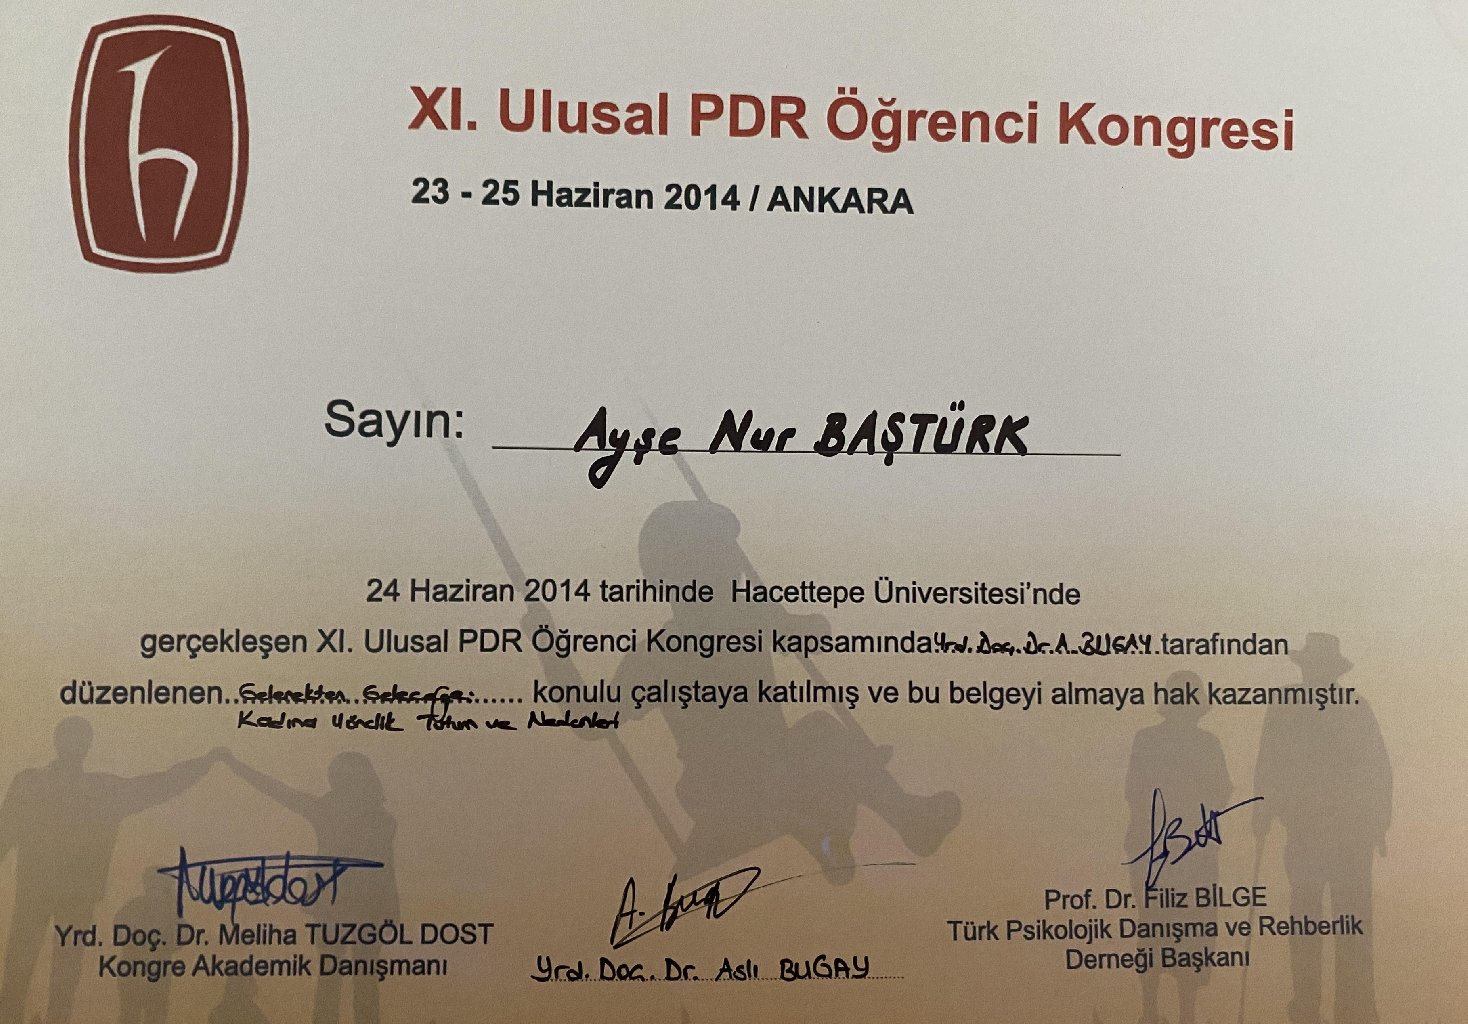 XI. Ulusal PDR Öğrenci Kongresi
23 - 25 Haziran 2014 / ANKARA
Sayın: Ayşe Nur BAŞTÜRK
24 Haziran 2014 tarihinde Hacettepe Üniversitesi'nde
gerçekleşen XI. Ulusal PDR Öğrenci Kongresi kapsamında Yrd. Doç. Dr. A. BUGAY tarafından
düzenlenen..Gelenekten Geleceğe:...... konulu çalıştaya katılmış ve bu belgeyi almaya hak kazanmıştır.
Kadına Yönelik Tutum ve Nedenleri
Yrd. Doç. Dr. Meliha TUZGÖL DOST
Kongre Akademik Danışmanı
A. Bugay
Yrd. Doç. Dr. Aslı BUGAY
Prof. Dr. Filiz BİLGE
Türk Psikolojik Danışma ve Rehberlik
Derneği Başkanı